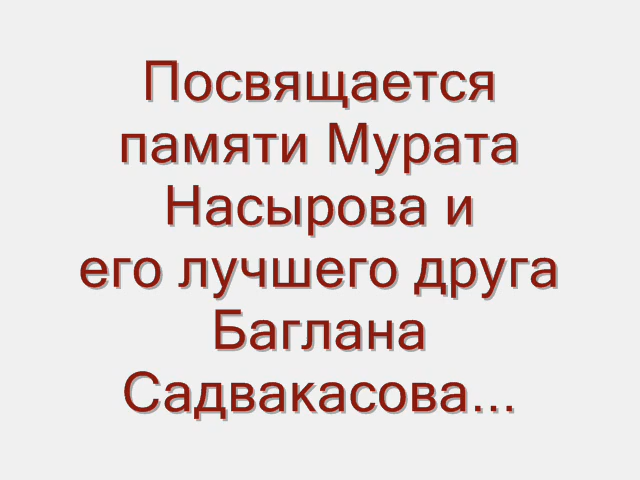 Посвящается
памяти Мурата
Насырова и
его лучшего друга
Баглана
Садвакасова...